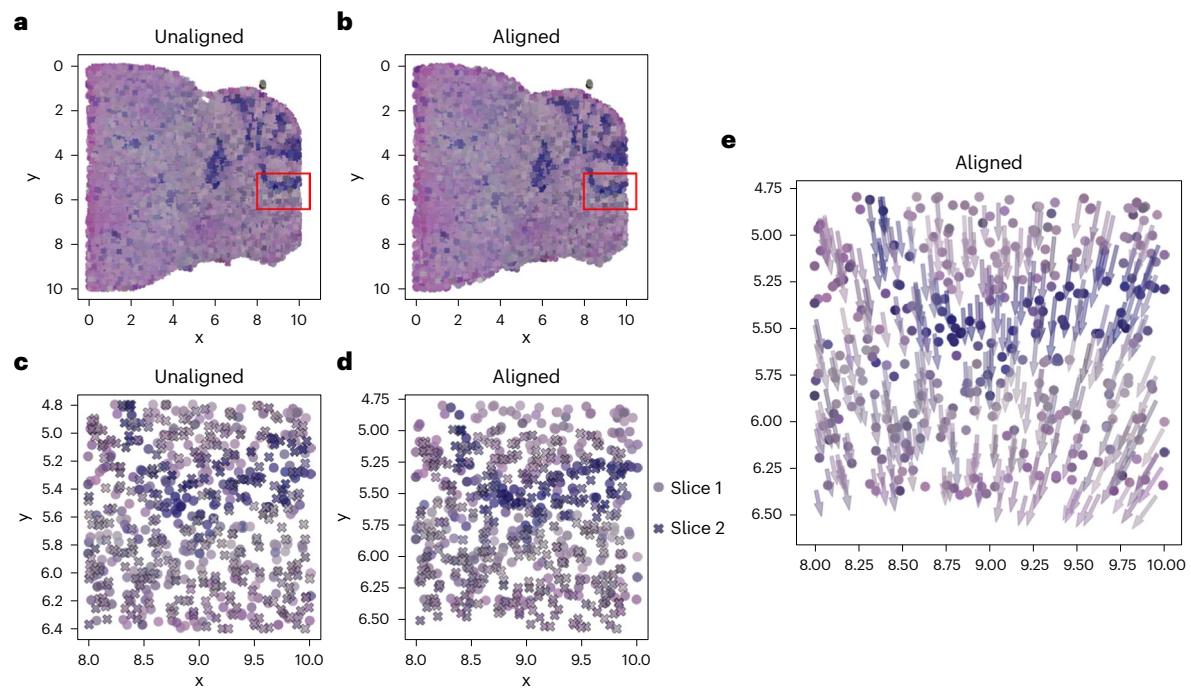 a
Unaligned
y
0
2
4
6
8
10
0 2 4 6 8 10
x
b
Aligned
y
0
2
4
6
8
10
0 2 4 6 8 10
x
c
Unaligned
y
4.8
5.0
5.2
5.4
5.6
5.8
6.0
6.2
6.4
8.0 8.5 9.0 9.5 10.0
x
d
Aligned
y
4.75
5.00
5.25
5.50
5.75
6.00
6.25
6.50
8.0 8.5 9.0 9.5 10.0
x
Slice 1
Slice 2
e
Aligned
4.75
5.00
5.25
5.50
5.75
6.00
6.25
6.50
8.00 8.25 8.50 8.75 9.00 9.25 9.50 9.75 10.00